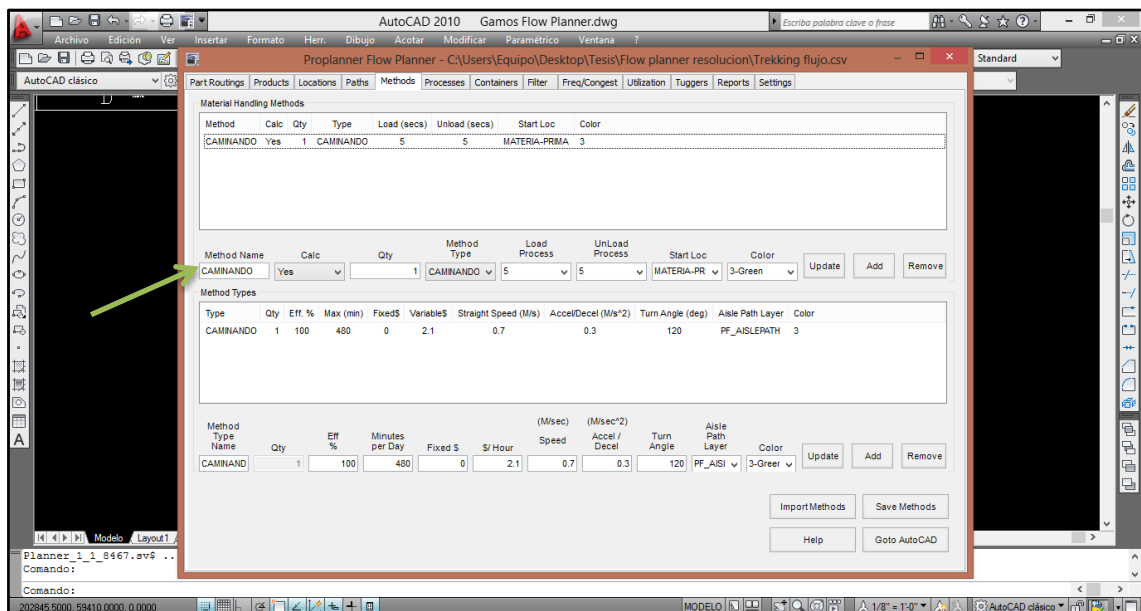 AutoCAD 2010 Gamos Flow Planner.dwg Escriba palabra clave o frase
Archivo Edición Ver Insertar Formato Herr. Dibujo Acotar Modificar Paramétrico Ventana ?
Proplanner Flow Planner - C:\Users\Equipo\Desktop\Tesis\Flow planner resolucion\Trekking flujo.csv
Standard
AutoCAD clásico
Part Routings Products Locations Paths Methods Processes Containers Filter Freq/Congest Utilization Tuggers Reports Settings
Material Handling Methods
Method Calc Qty Type Load (secs) Unload (secs) Start Loc Color
CAMINANDO Yes 1 CAMINANDO 5 5 MATERIA-PRIMA 3
Method Name Calc Qty Method Type Load Process UnLoad Process Start Loc Color
CAMINANDO Yes 1 CAMINANDO 5 5 MATERIA-PR 3-Green Update Add Remove
Method Types
Type Qty Eff. % Max (min) Fixed$ Variable$ Straight Speed (M/s) Accel/Decel (M/s^2) Turn Angle (deg) Aisle Path Layer Color
CAMINANDO 1 100 480 0 2.1 0.7 0.3 120 PF_AISLEPATH 3
Method Type Name Qty Eff % Minutes per Day Fixed $ $/ Hour (M/sec) Speed (M/sec^2) Accel / Decel Turn Angle Aisle Path Layer Color
CAMINAND 1 100 480 0 2.1 0.7 0.3 120 PF_AISI 3-Greer Update Add Remove
Import Methods Save Methods
Help Goto AutoCAD
Modelo Layout1
Planner_1_1_8467.sv$ ..
Comando:
Comando:
202845.5000, 59410.0000, 0.0000 MODELO 1/8" = 1'-0" AutoCAD clásico